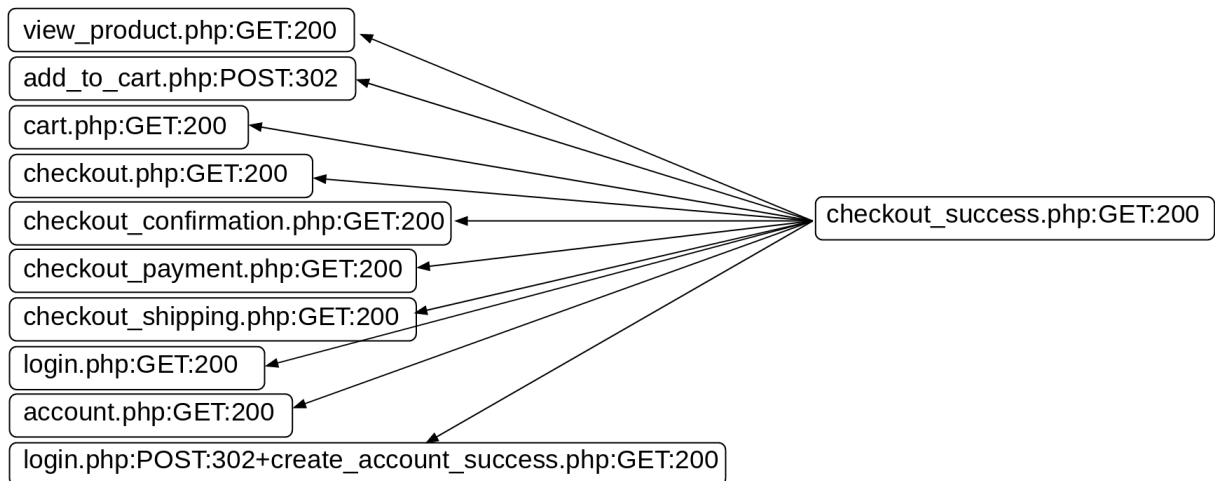 view_product.php:GET:200
add_to_cart.php:POST:302
cart.php:GET:200
checkout.php:GET:200
checkout_confirmation.php:GET:200
checkout_payment.php:GET:200
checkout_shipping.php:GET:200
login.php:GET:200
account.php:GET:200
login.php:POST:302+create_account_success.php:GET:200
checkout_success.php:GET:200